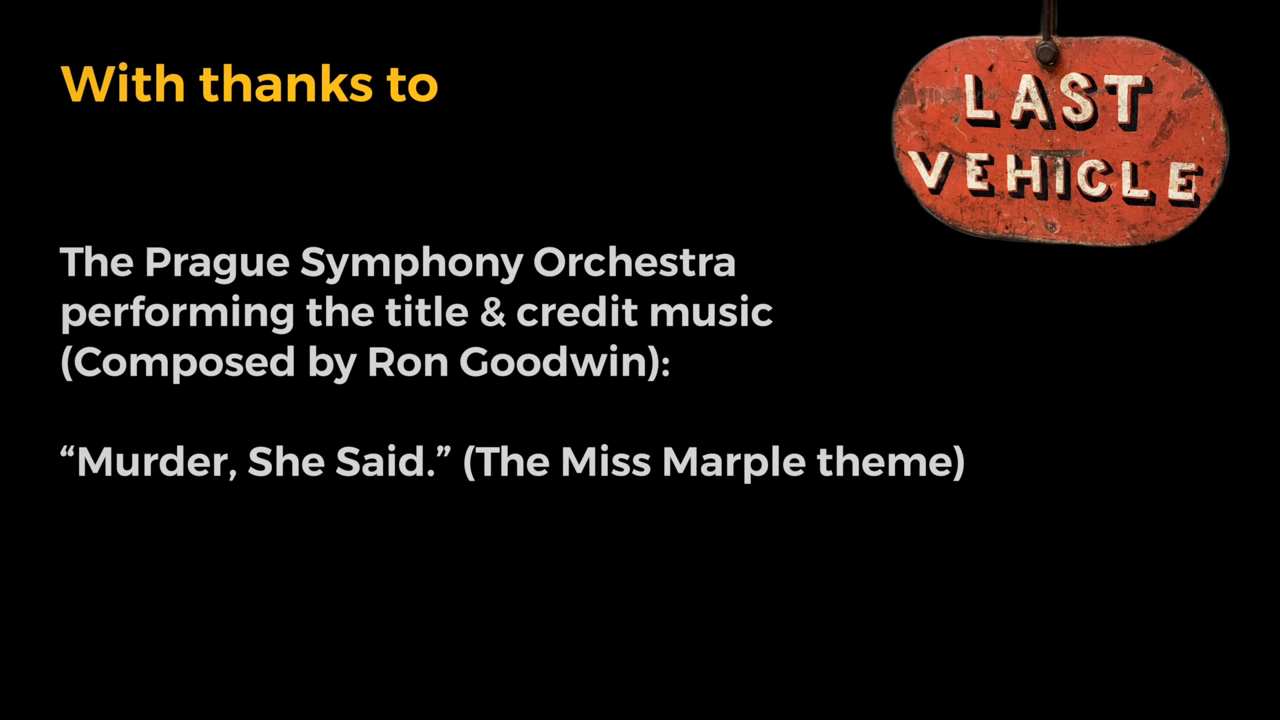 With thanks to
LAST
VEHICLE
The Prague Symphony Orchestra
performing the title & credit music
(Composed by Ron Goodwin):
“Murder, She Said.” (The Miss Marple theme)